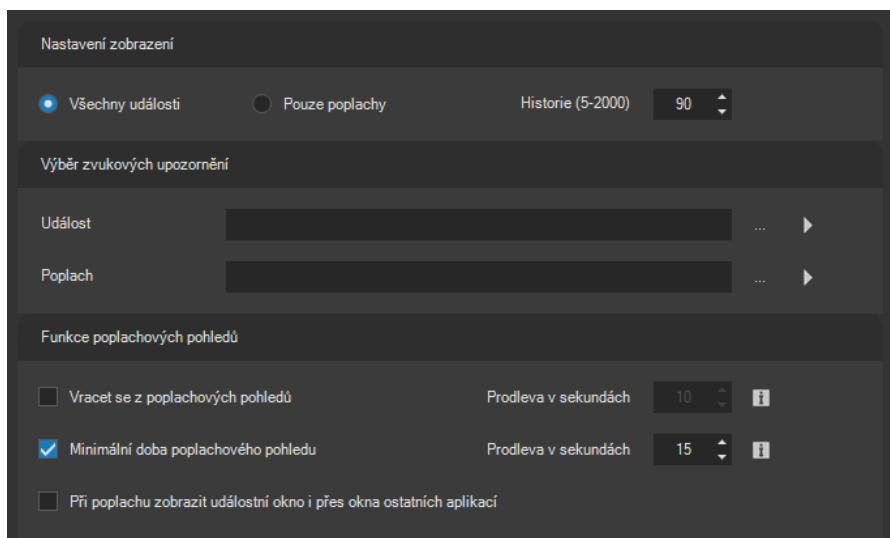 Nastavení zobrazení
Všechny události Pouze poplachy Historie (5-2000) 90
Výběr zvukových upozornění
Událost ...
Poplach ...
Funkce poplachových pohledů
Vracet se z poplachových pohledů Prodleva v sekundách 10
Minimální doba poplachového pohledu Prodleva v sekundách 15
Při poplachu zobrazit událostní okno i přes okna ostatních aplikací